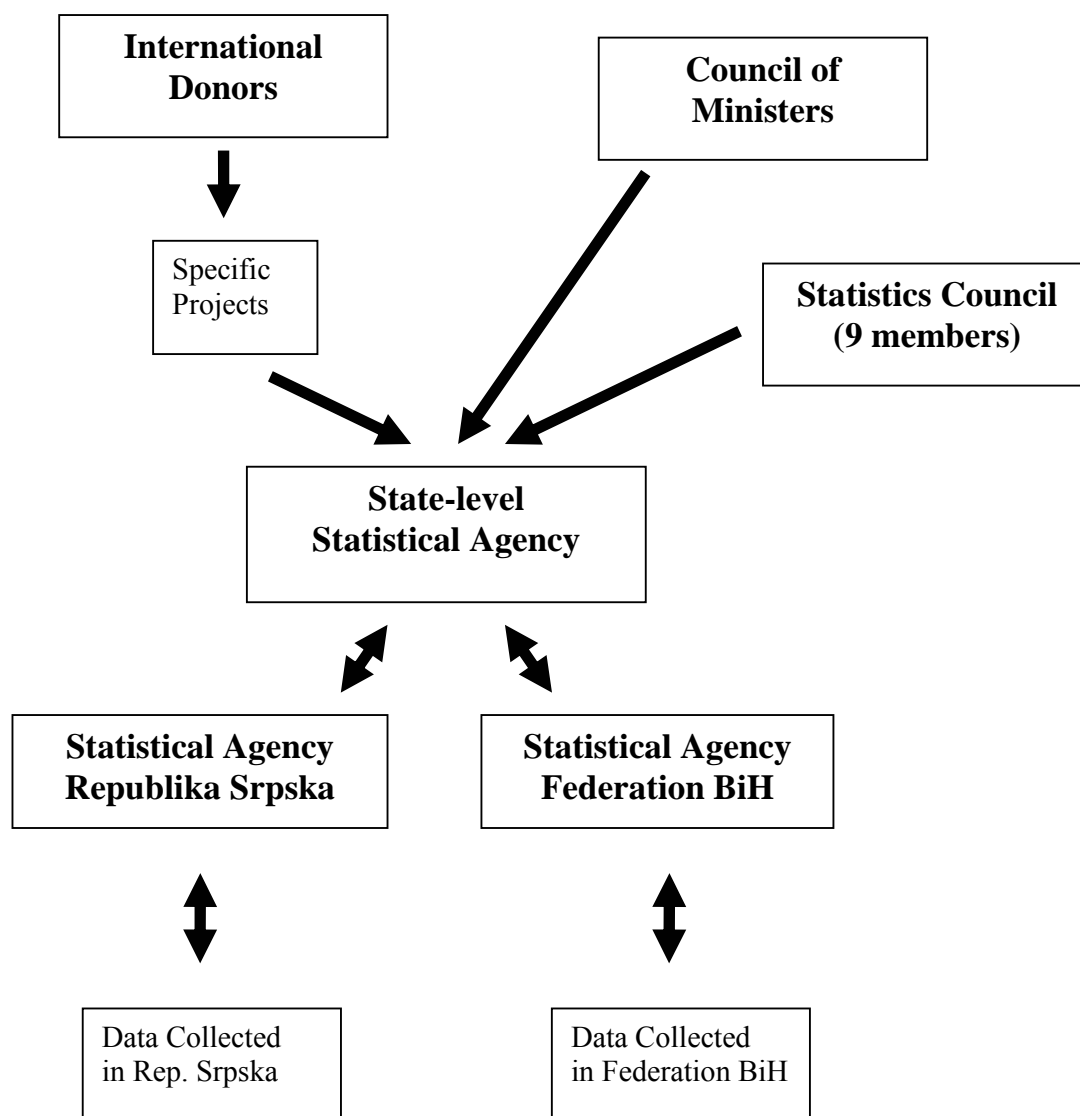 International
Donors
Council of
Ministers
Specific
Projects
Statistics Council
(9 members)
State-level
Statistical Agency
Statistical Agency
Republika Srpska
Statistical Agency
Federation BiH
Data Collected
in Rep. Srpska
Data Collected
in Federation BiH